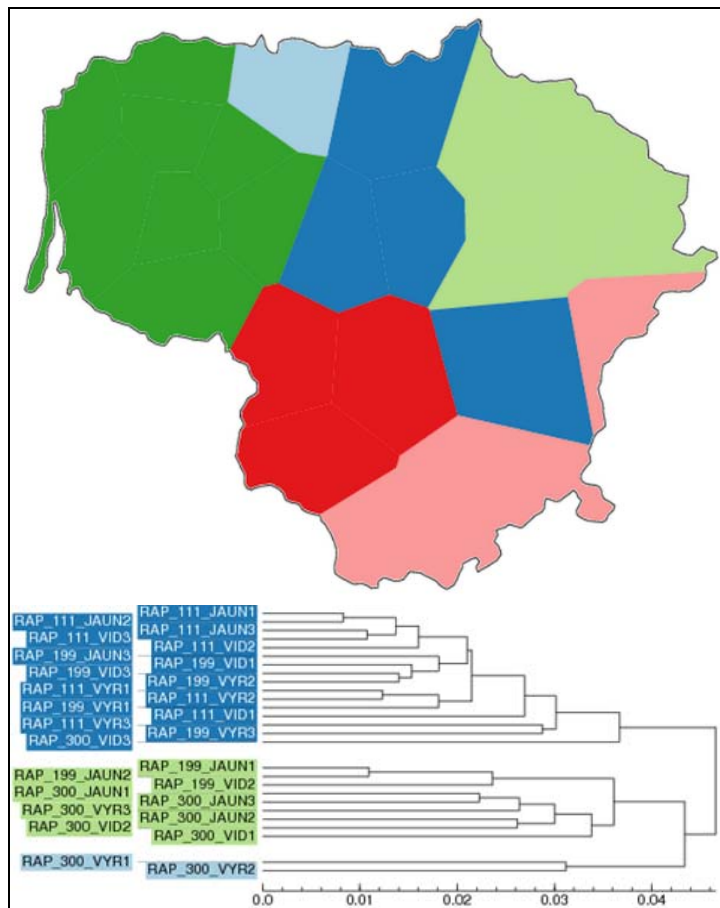 RAP_111_JAUN1
RAP_111_JAUN2
RAP_111_JAUN3
RAP_111_VID3
RAP_111_VID2
RAP_199_JAUN3
RAP_199_VID1
RAP_199_VID3
RAP_199_VYR2
RAP_111_VYR1
RAP_111_VYR2
RAP_199_VYR1
RAP_111_VID1
RAP_111_VYR3
RAP_199_VYR3
RAP_300_VID3
RAP_199_JAUN1
RAP_199_JAUN2
RAP_199_VID2
RAP_300_JAUN1
RAP_300_JAUN3
RAP_300_VYR3
RAP_300_JAUN2
RAP_300_VID2
RAP_300_VID1
RAP_300_VYR1
RAP_300_VYR2
0.0 0.01 0.02 0.03 0.04